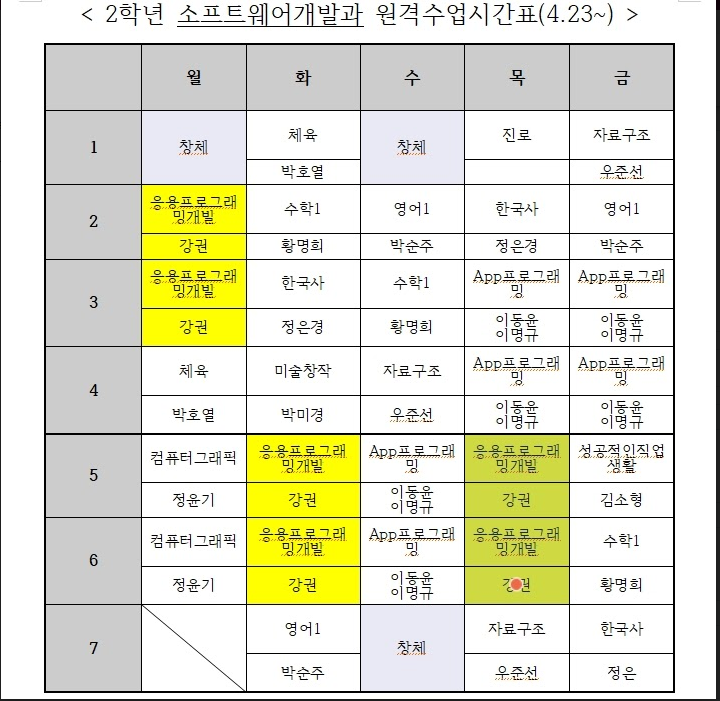 < 2학년 소프트웨어개발과 원격수업시간표(4.23~) >
월 화 수 목 금
1 창체 체육 창체 진로 자료구조
박호열 우준선
2 응용프로그래밍개빌 수학1 영어1 한국사 영어1
강권 황명희 박순주 정은경 박순주
3 응용프로그래밍개빌 한국사 수학1 App프로그래밍 App프로그래밍
강권 정은경 황명희 이동윤 이명규 이동윤 이명규
4 체육 미술창작 자료구조 App프로그래밍 App프로그래밍
박호열 박미경 우준선 이동윤 이명규 이동윤 이명규
5 컴퓨터그래픽 응용프로그래밍개빌 App프로그래밍 응용프로그래밍개빌 성공적인직업생활
정윤기 강권 이동윤 이명규 강권 김소형
6 컴퓨터그래픽 응용프로그래밍개빌 App프로그래밍 응용프로그래밍개빌 수학1
정윤기 강권 이동윤 이명규 강권 황명희
7 영어1 창체 자료구조 한국사
박순주 우준선 정은